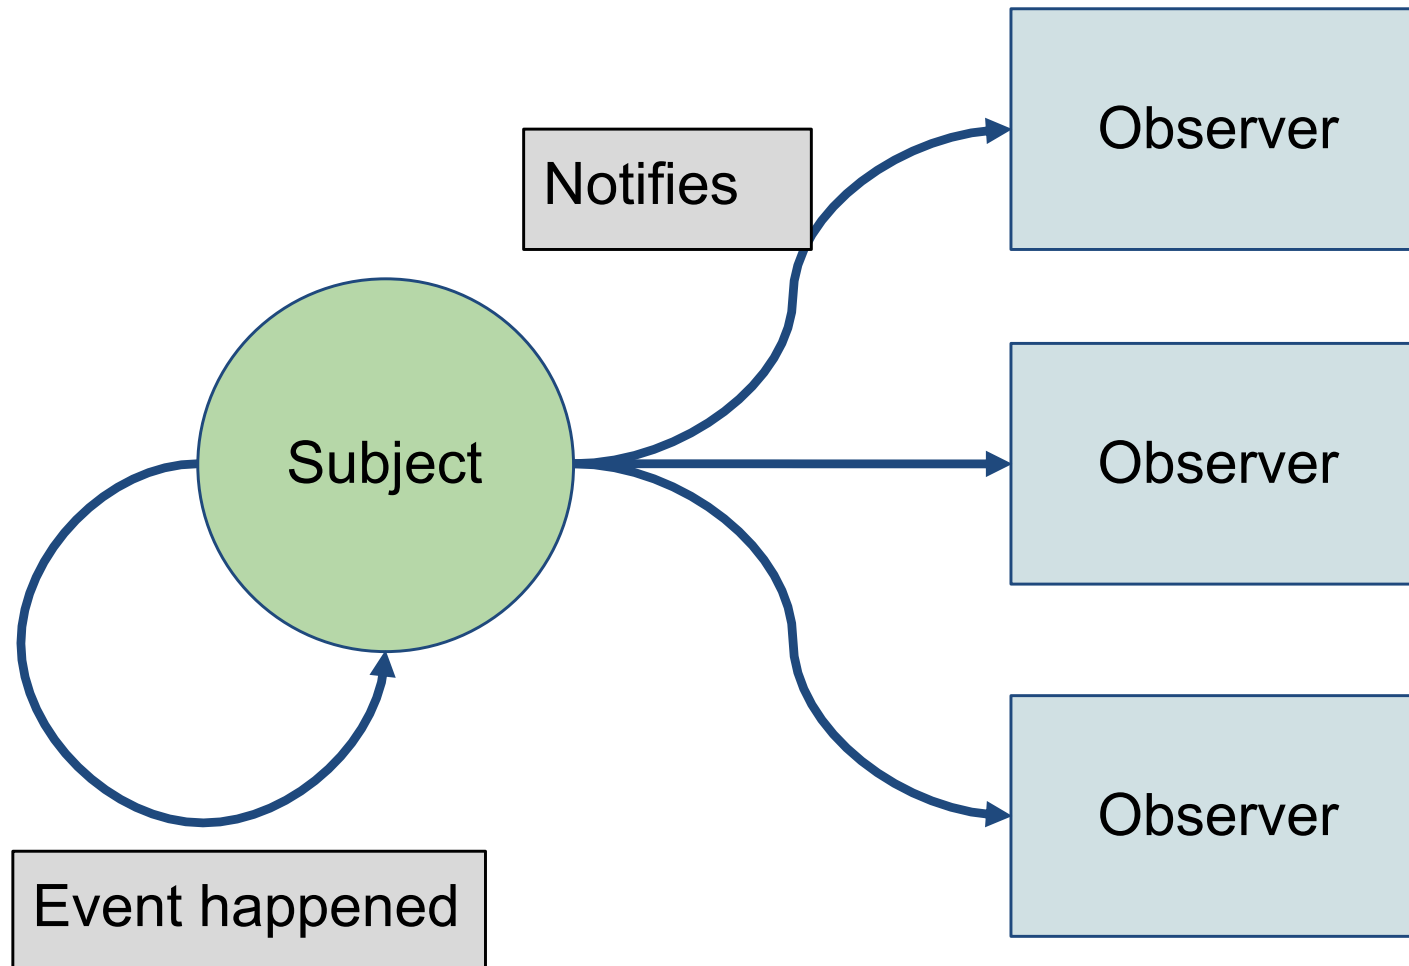 Observer
Notifies
Subject
Observer
Observer
Event happened